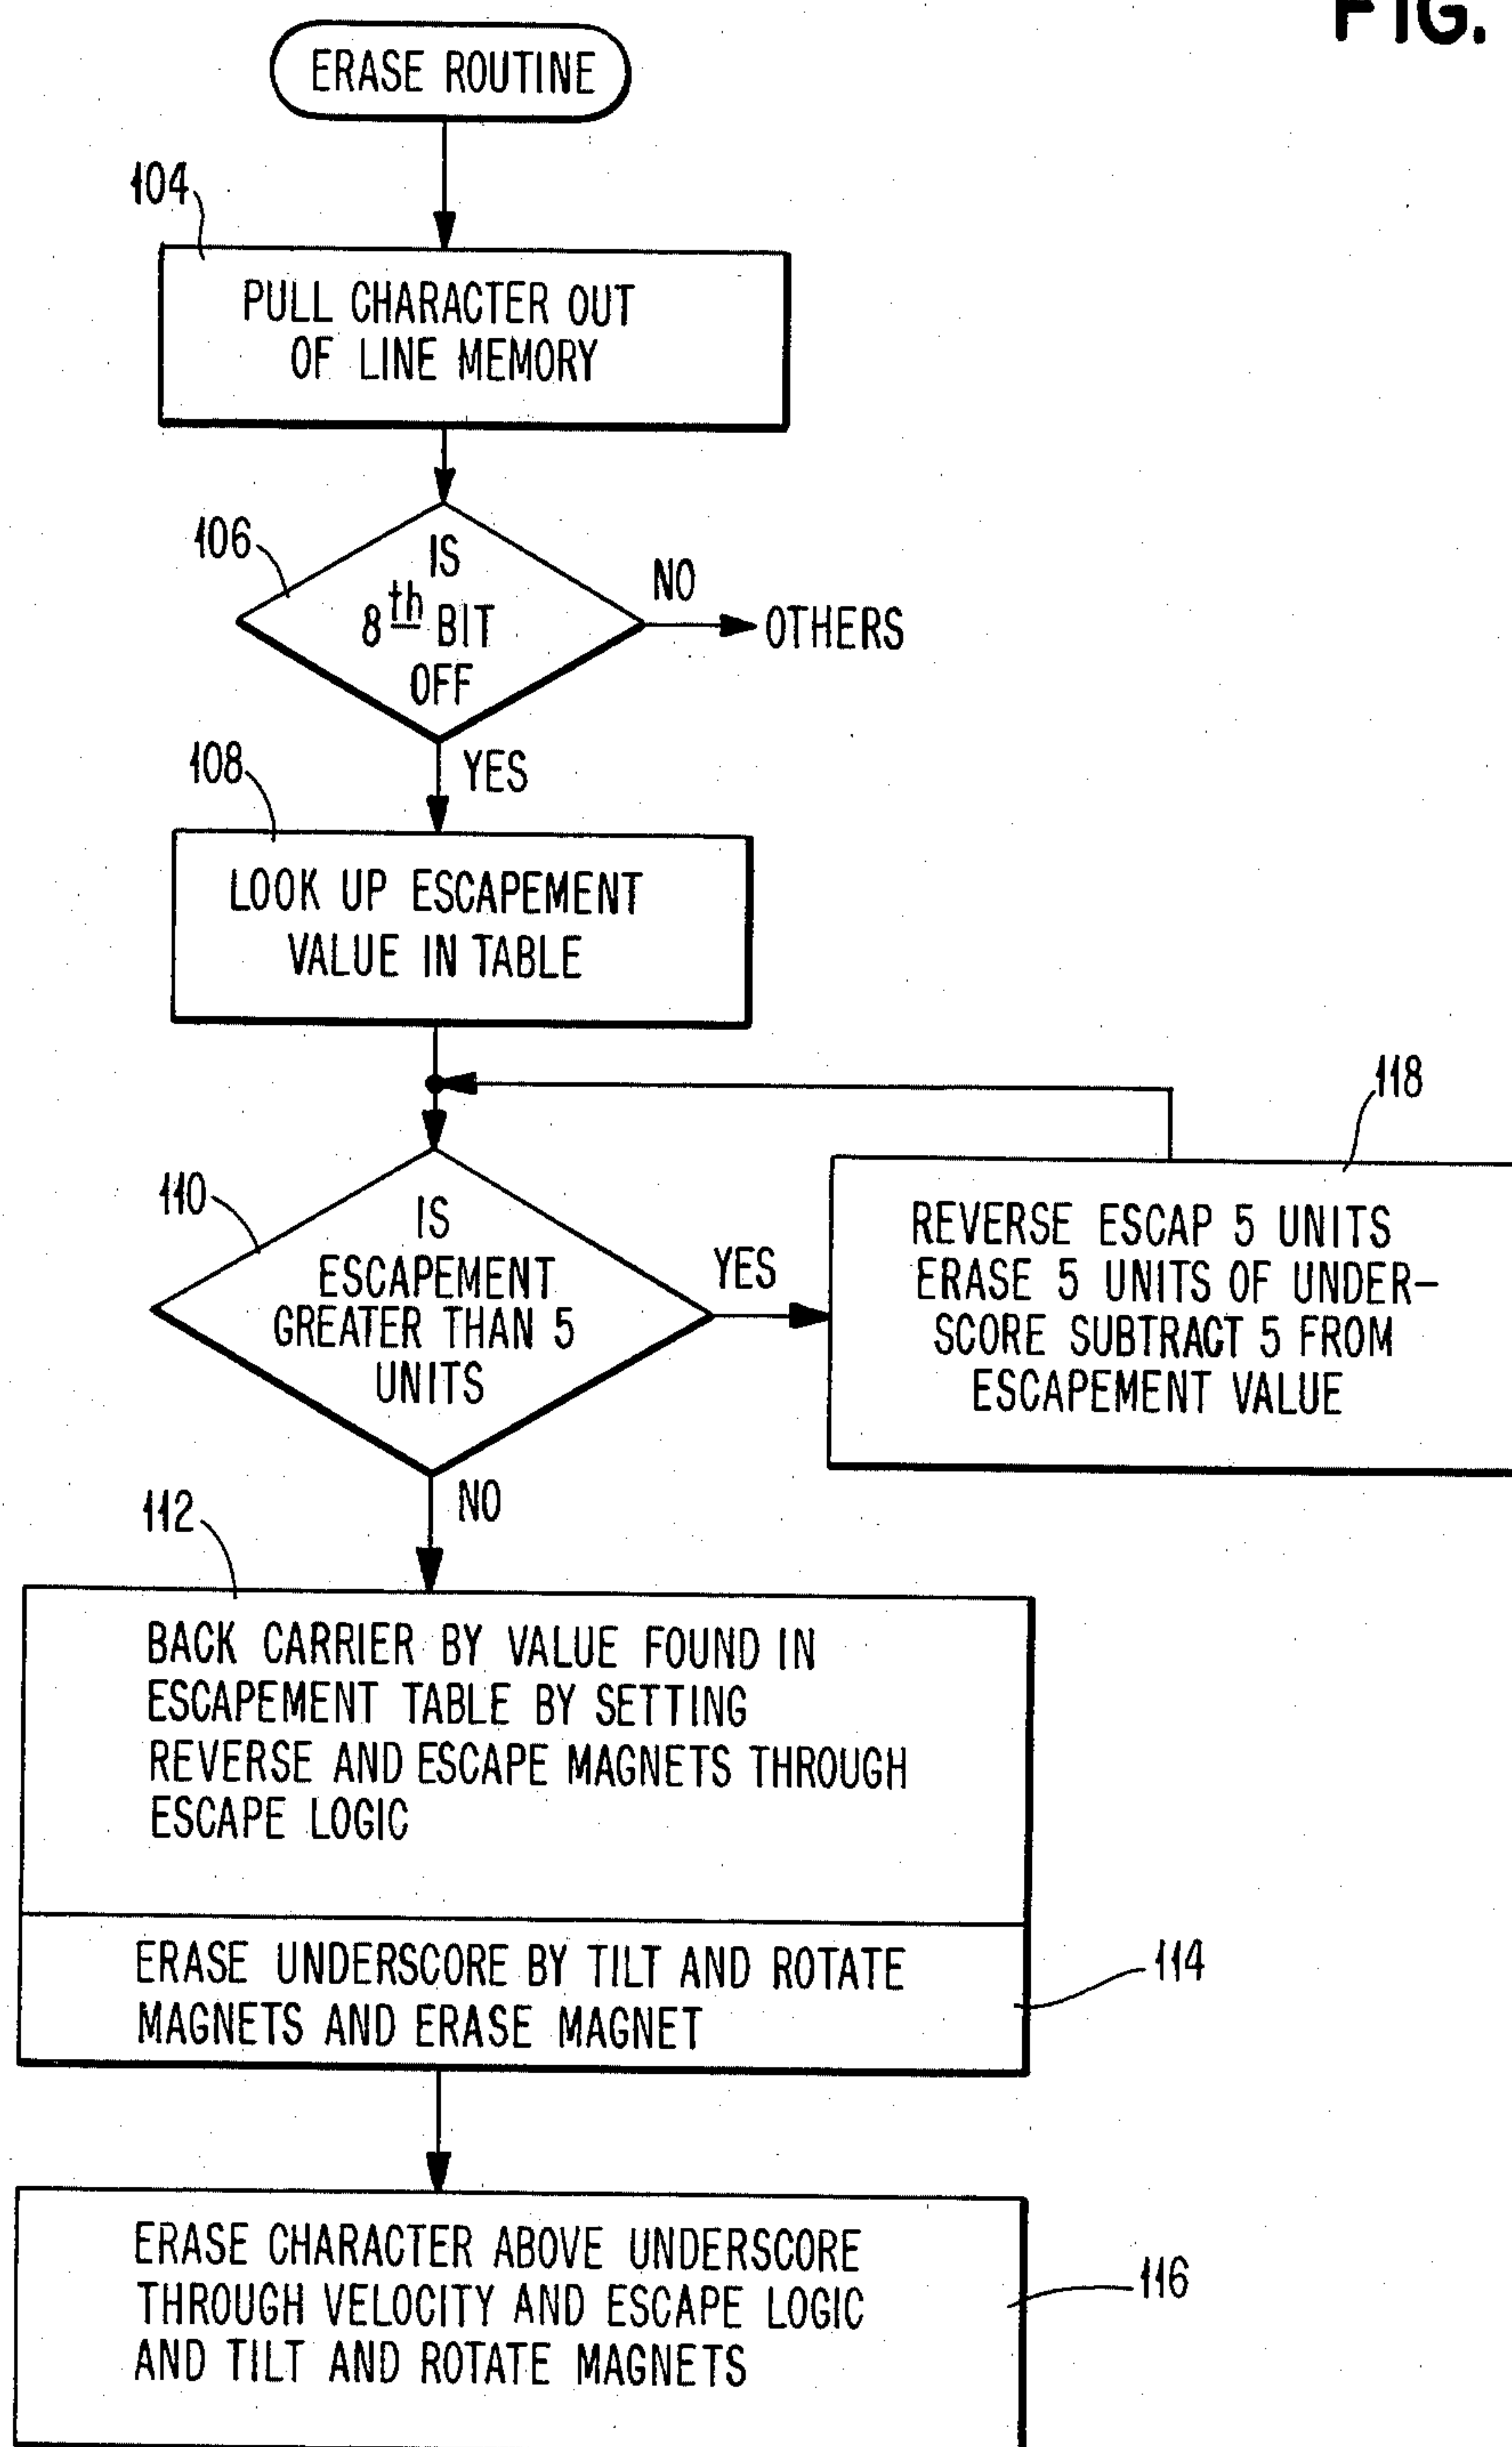 FIG.
ERASE ROUTINE
104
PULL CHARACTER OUT
OF LINE MEMORY
106
IS
8th BIT
OFF
NO
OTHERS
YES
108
LOOK UP ESCAPEMENT
VALUE IN TABLE
110
IS
ESCAPEMENT
GREATER THAN 5
UNITS
YES
118
REVERSE ESCAP 5 UNITS
ERASE 5 UNITS OF UNDER-
SCORE SUBTRACT 5 FROM
ESCAPEMENT VALUE
NO
112
BACK CARRIER BY VALUE FOUND IN
ESCAPEMENT TABLE BY SETTING
REVERSE AND ESCAPE MAGNETS THROUGH
ESCAPE LOGIC
ERASE UNDERSCORE BY TILT AND ROTATE
MAGNETS AND ERASE MAGNET
114
ERASE CHARACTER ABOVE UNDERSCORE
THROUGH VELOCITY AND ESCAPE LOGIC
AND TILT AND ROTATE MAGNETS
116